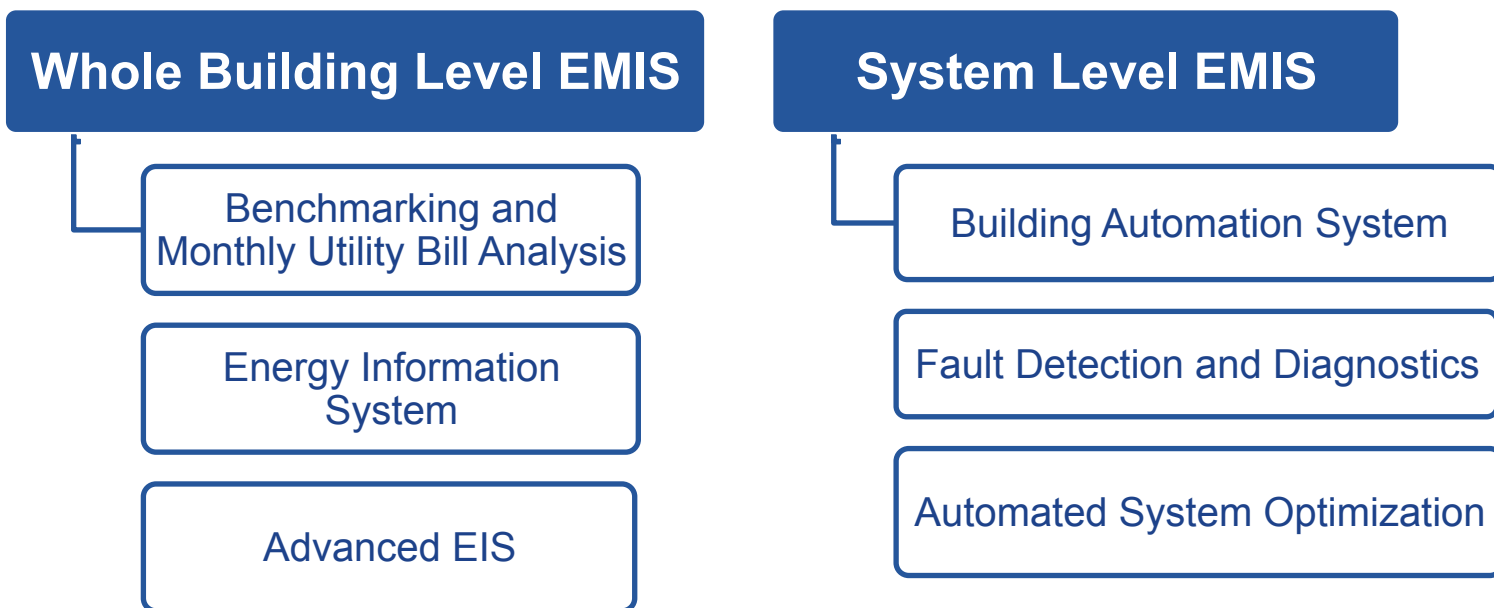 Whole Building Level EMIS
Benchmarking and
Monthly Utility Bill Analysis
Energy Information
System
Advanced EIS
System Level EMIS
Building Automation System
Fault Detection and Diagnostics
Automated System Optimization